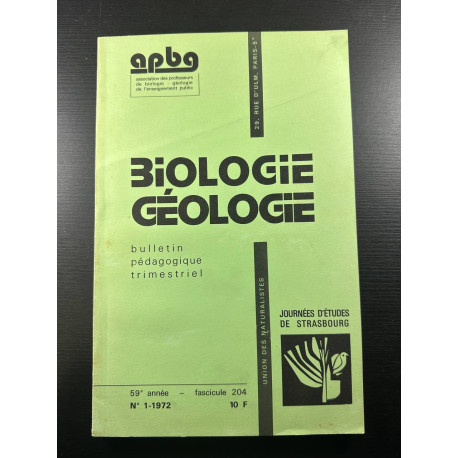 apbg
association des professeurs
de biologie - géologie
de l'enseignement public
29, RUE D'ULM, PARIS-5e
BIOLOGIE
GÉOLOGIE
bulletin
pédagogique
trimestriel
UNION DES NATURALISTES
JOURNÉES D'ÉTUDES
DE STRASBOURG
59e année – fascicule 204
N° 1-1972 10 F